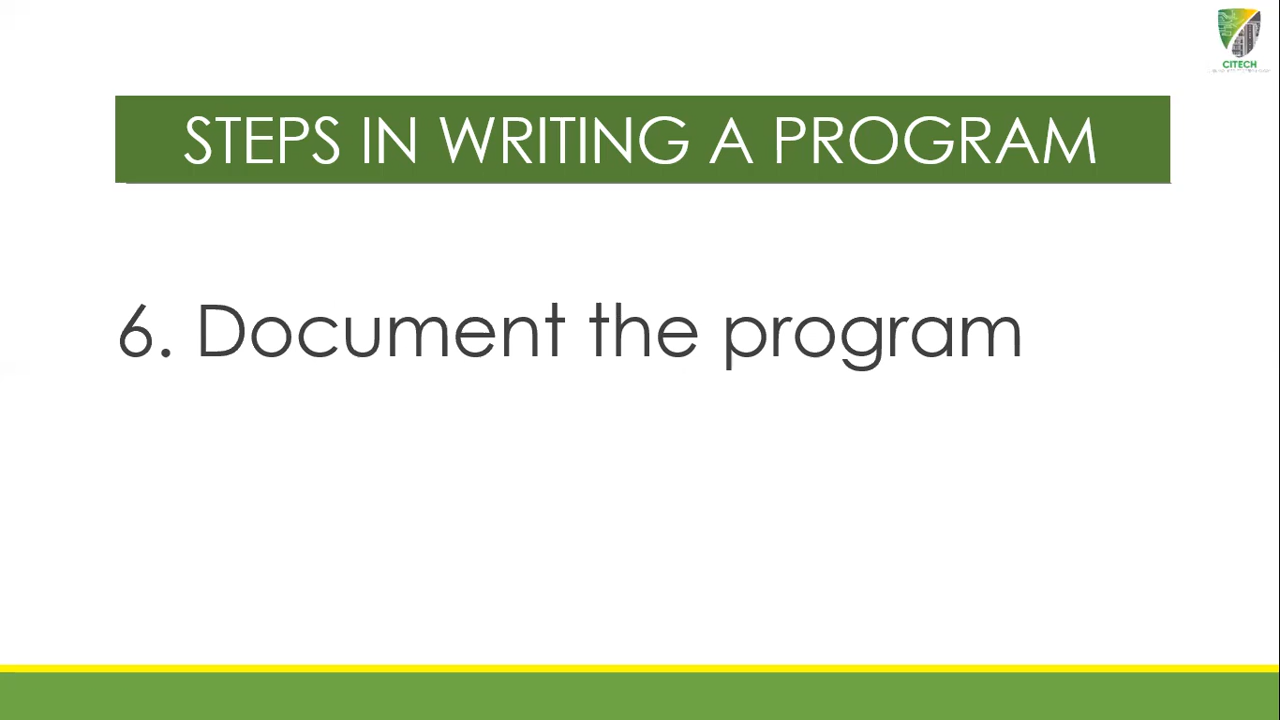 CITECH
STEPS IN WRITING A PROGRAM
6. Document the program